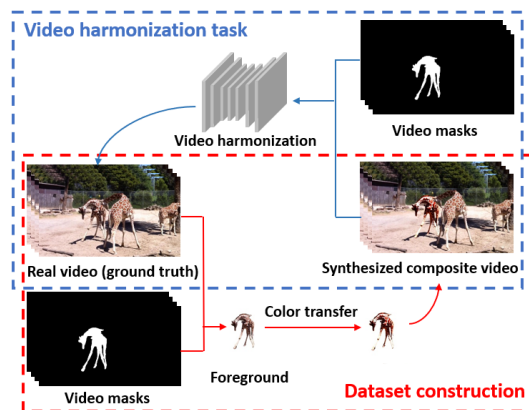 Video harmonization task
Video harmonization
Video masks
Real video (ground truth)
Synthesized composite video
Color transfer
Foreground
Video masks
Dataset construction